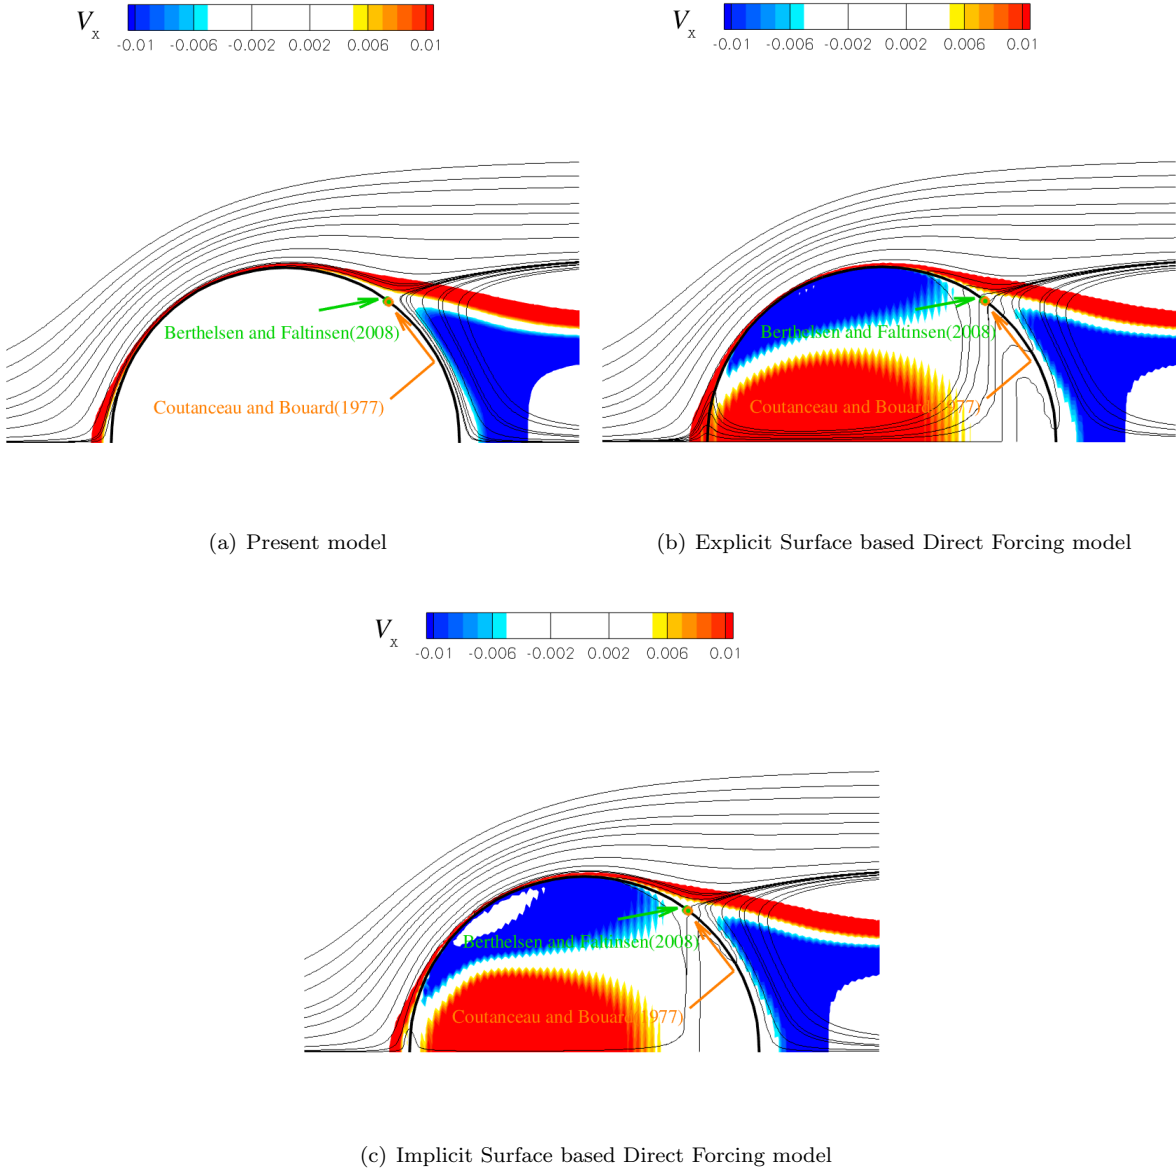 Vx
-0.01 -0.006 -0.002 0.002 0.006 0.01
Vx
-0.01 -0.006 -0.002 0.002 0.006 0.01
Berthelsen and Faltinsen(2008)
Coutanceau and Bouard(1977)
Berthelsen and Faltinsen(2008)
Coutanceau and Bouard(1977)
(a) Present model
(b) Explicit Surface based Direct Forcing model
Vx
-0.01 -0.006 -0.002 0.002 0.006 0.01
Berthelsen and Faltinsen(2008)
Coutanceau and Bouard(1977)
(c) Implicit Surface based Direct Forcing model